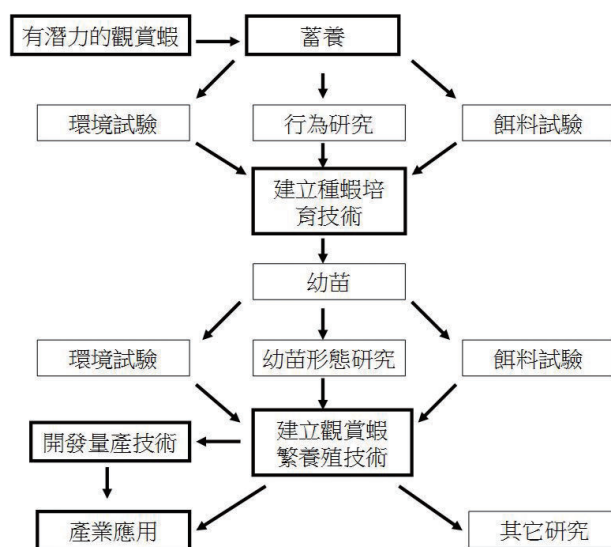 有潛力的觀賞蝦
蓄養
環境試驗
行為研究
餌料試驗
建立種蝦培
育技術
幼苗
環境試驗
幼苗形態研究
餌料試驗
建立觀賞蝦
繁養殖技術
開發量產技術
產業應用
其它研究